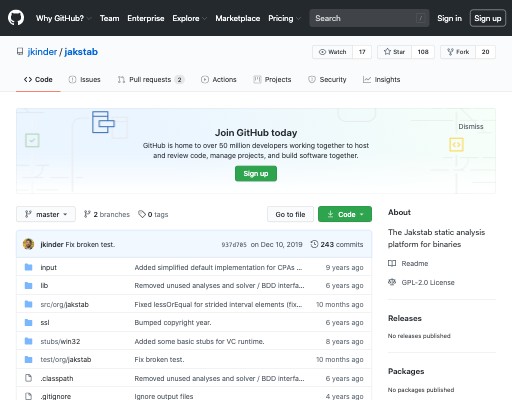 Why GitHub? Team Enterprise Explore Marketplace Pricing Search / Sign in Sign up
jkinder / jakstab Watch 17 Star 108 Fork 20
Code Issues Pull requests 2 Actions Projects Security Insights
Join GitHub today
Dismiss
GitHub is home to over 50 million developers working together to host
and review code, manage projects, and build software together.
Sign up
master 2 branches 0 tags Go to file Code
jkinder Fix broken test. 937d785 on Dec 10, 2019 243 commits
input Added simplified default implementation for CPAs ... 9 years ago
lib Removed unused analyses and solver / BDD interfa... 6 years ago
src/org/jakstab Fixed lessOrEqual for strided interval elements (fix... 10 months ago
ssl Bumped copyright year. 6 years ago
stubs/win32 Added some basic stubs for VC runtime. 8 years ago
test/org/jakstab Fix broken test. 10 months ago
.classpath Removed unused analyses and solver / BDD interfa... 6 years ago
.gitignore Ignore output files 4 years ago
About
The Jakstab static analysis
platform for binaries
Readme
GPL-2.0 License
Releases
No releases published
Packages
No packages published